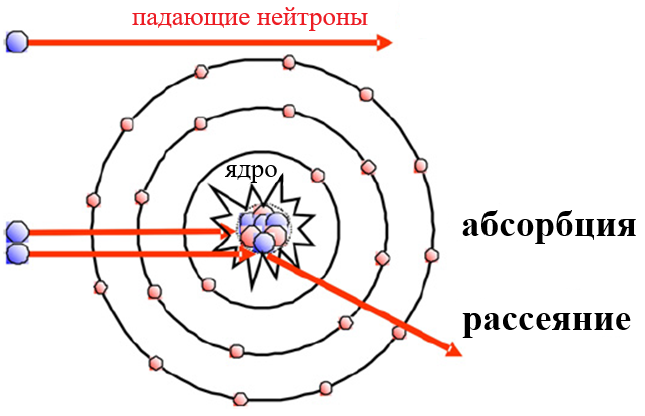 падающие нейтроны
ядро
абсорбция
рассеяние